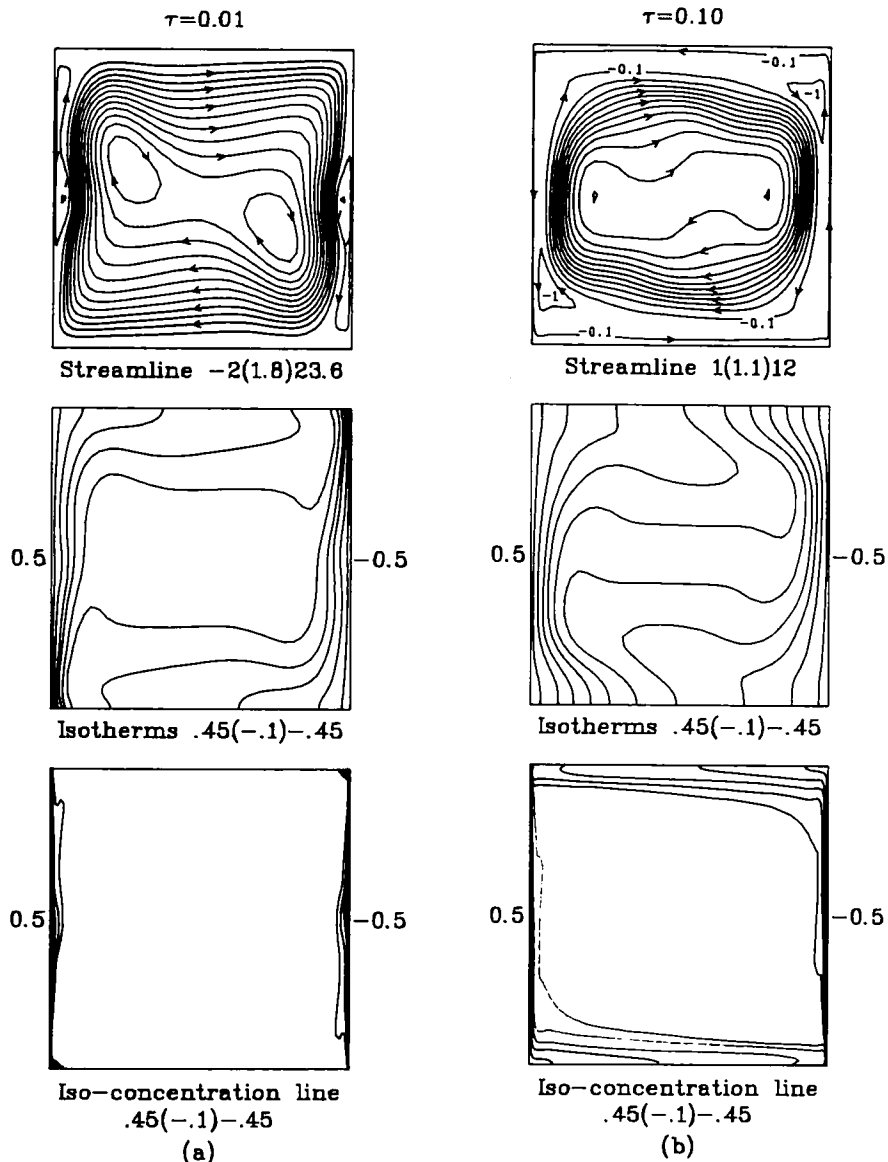 τ=0.01
τ=0.10
-0.1
-1
-1
-0.1
-0.1
Streamline -2(1.8)23.6
Streamline 1(1.1)12
0.5
-0.5
0.5
-0.5
Isotherms .45(-.1)-.45
Isotherms .45(-.1)-.45
0.5
-0.5
0.5
-0.5
Iso-concentration line
.45(-.1)-.45
(a)
Iso-concentration line
.45(-.1)-.45
(b)